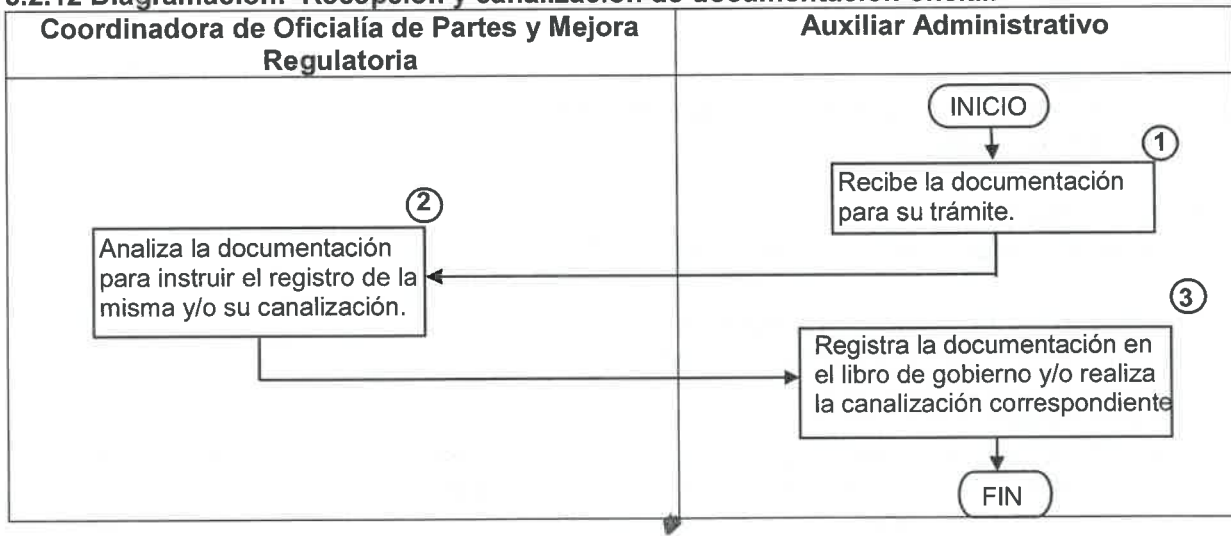 Coordinadora de Oficialía de Partes y Mejora
Regulatoria
Auxiliar Administrativo
INICIO
1
Recibe la documentación
para su trámite.
2
Analiza la documentación
para instruir el registro de la
misma y/o su canalización.
3
Registra la documentación en
el libro de gobierno y/o realiza
la canalización correspondiente
FIN